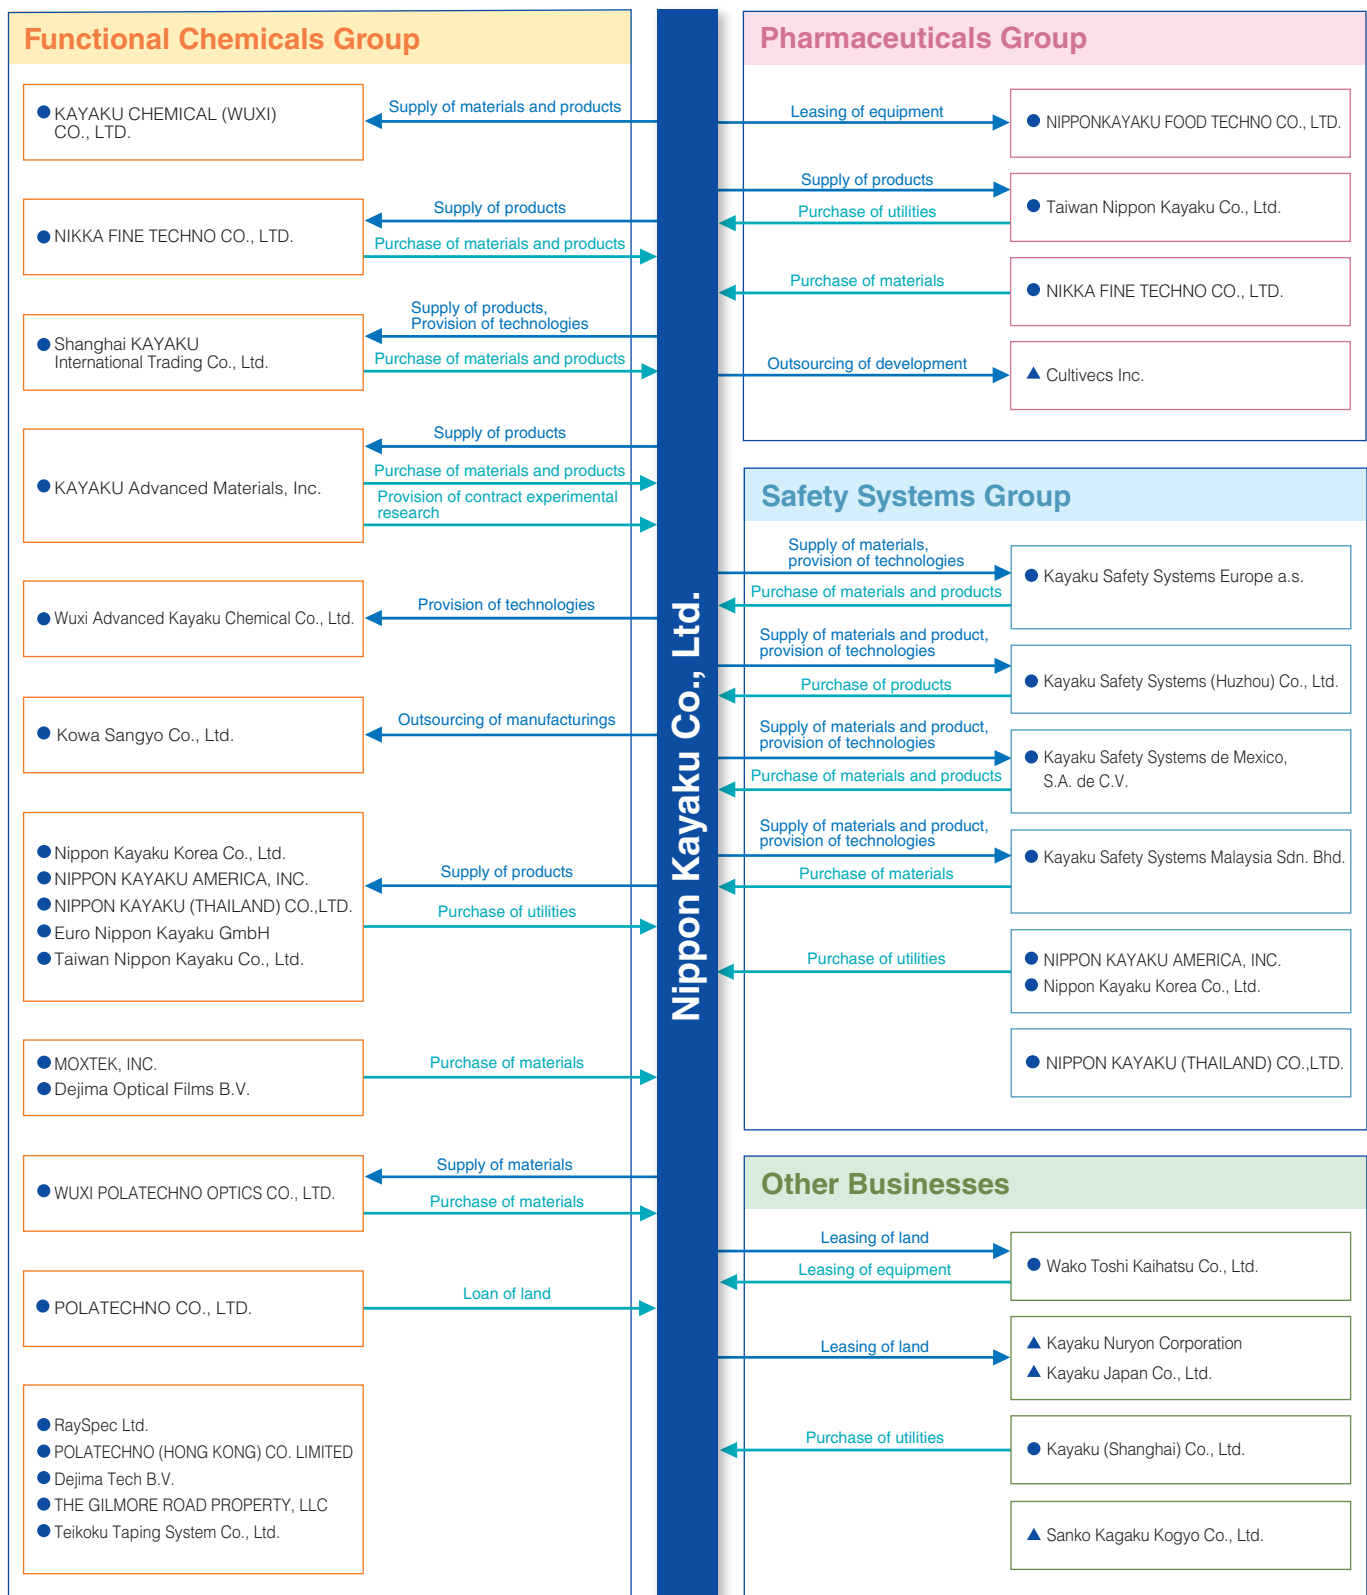 Functional Chemicals Group
KAYAKU CHEMICAL (WUXI)
CO., LTD.
Supply of materials and products
NIKKA FINE TECHNO CO., LTD.
Supply of products
Purchase of materials and products
Shanghai KAYAKU
International Trading Co., Ltd.
Supply of products,
Provision of technologies
Purchase of materials and products
KAYAKU Advanced Materials, Inc.
Supply of products
Purchase of materials and products
Provision of contract experimental
research
Wuxi Advanced Kayaku Chemical Co., Ltd.
Provision of technologies
Kowa Sangyo Co., Ltd.
Outsourcing of manufacturings
Nippon Kayaku Korea Co., Ltd.
NIPPON KAYAKU AMERICA, INC.
NIPPON KAYAKU (THAILAND) CO.,LTD.
Euro Nippon Kayaku GmbH
Taiwan Nippon Kayaku Co., Ltd.
Supply of products
Purchase of utilities
MOXTEK, INC.
Dejima Optical Films B.V.
Purchase of materials
WUXI POLATECHNO OPTICS CO., LTD.
Supply of materials
Purchase of materials
POLATECHNO CO., LTD.
Loan of land
RaySpec Ltd.
POLATECHNO (HONG KONG) CO. LIMITED
Dejima Tech B.V.
THE GILMORE ROAD PROPERTY, LLC
Teikoku Taping System Co., Ltd.
Nippon Kayaku Co., Ltd.
Pharmaceuticals Group
Leasing of equipment
NIPPONKAYAKU FOOD TECHNO CO., LTD.
Supply of products
Purchase of utilities
Taiwan Nippon Kayaku Co., Ltd.
Purchase of materials
NIKKA FINE TECHNO CO., LTD.
Outsourcing of development
Cultivecs Inc.
Safety Systems Group
Supply of materials,
provision of technologies
Purchase of materials and products
Kayaku Safety Systems Europe a.s.
Supply of materials and product,
provision of technologies
Purchase of products
Kayaku Safety Systems (Huzhou) Co., Ltd.
Supply of materials and product,
provision of technologies
Purchase of materials and products
Kayaku Safety Systems de Mexico,
S.A. de C.V.
Supply of materials and product,
provision of technologies
Purchase of materials
Kayaku Safety Systems Malaysia Sdn. Bhd.
Purchase of utilities
NIPPON KAYAKU AMERICA, INC.
Nippon Kayaku Korea Co., Ltd.
NIPPON KAYAKU (THAILAND) CO.,LTD.
Other Businesses
Leasing of land
Leasing of equipment
Wako Toshi Kaihatsu Co., Ltd.
Leasing of land
Kayaku Nuryon Corporation
Kayaku Japan Co., Ltd.
Purchase of utilities
Kayaku (Shanghai) Co., Ltd.
Sanko Kagaku Kogyo Co., Ltd.